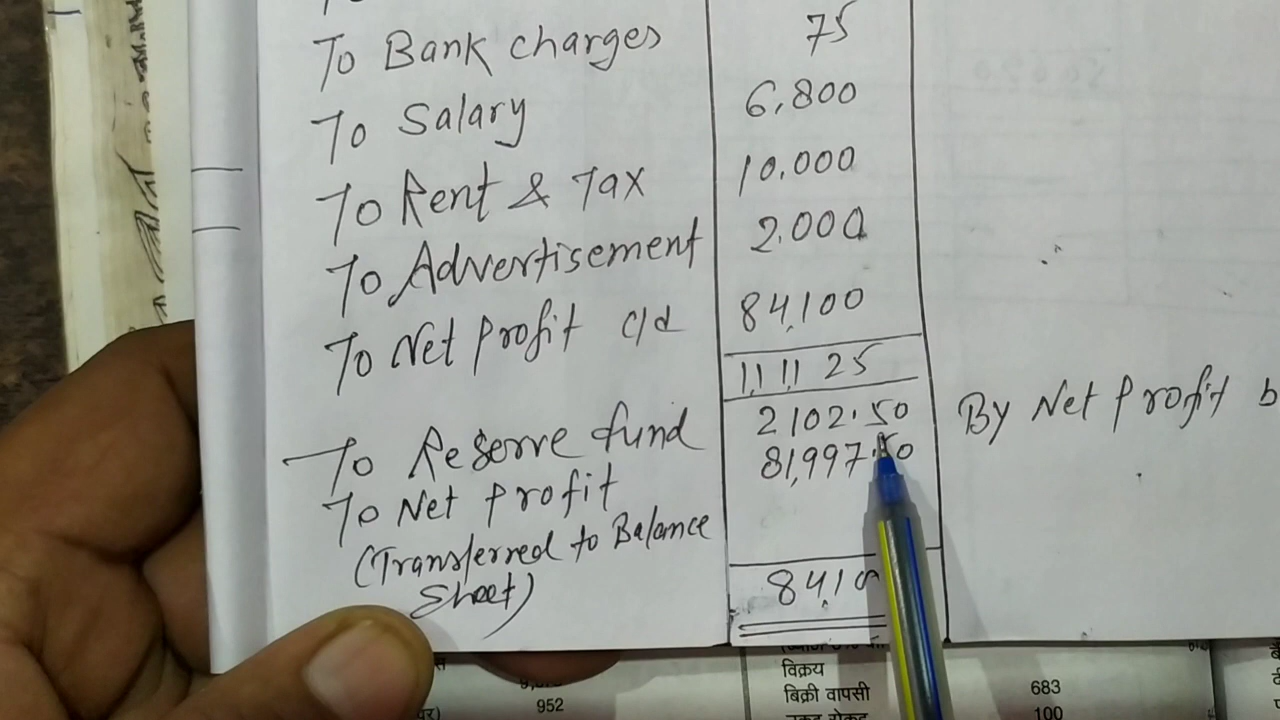 To Bank charges 75
To Salary 6,800
To Rent & Tax 10,000
To Advertisement 2,000
To Net Profit c/d 84,100
1,11,125
To Reserve fund 2102.50 By Net Profit b
To Net Profit 81,997.50
(Transferred to Balance
Sheet) 84,10
विक्रय
952 बिक्री वापसी 683
100